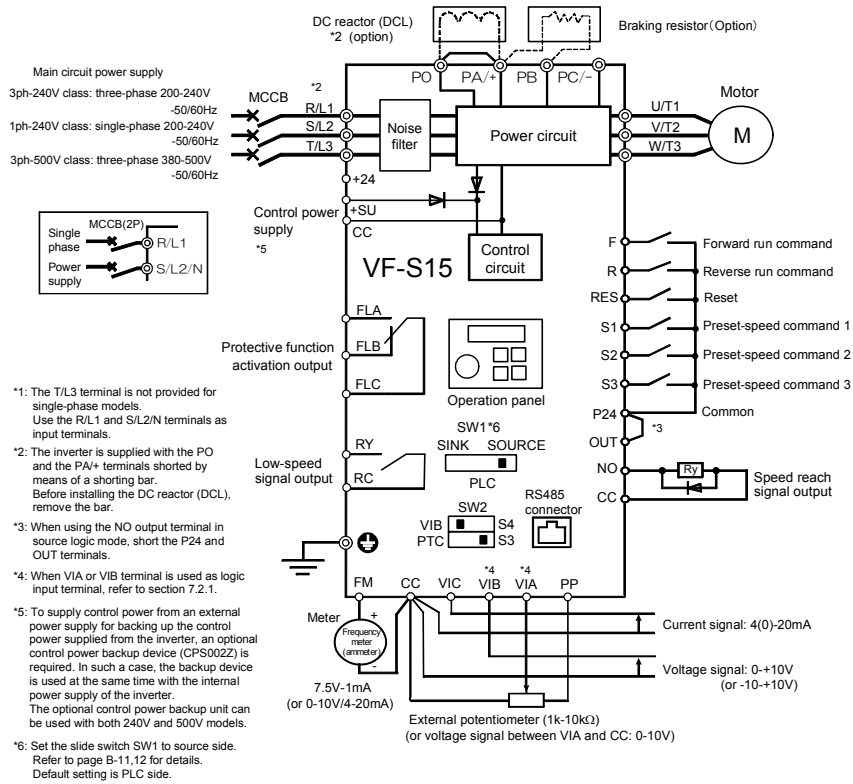 DC reactor (DCL)
*2 (option)
Braking resistor(Option)
Main circuit power supply
3ph-240V class: three-phase 200-240V
-50/60Hz
1ph-240V class: single-phase 200-240V
-50/60Hz
3ph-500V class: three-phase 380-500V
-50/60Hz
MCCB
*2
R/L1
S/L2
T/L3
PO
PA/+
PB
PC/-
Noise
filter
Power circuit
U/T1
V/T2
W/T3
Motor
M
+24
+SU
CC
Control power
supply
*5
Control
circuit
VF-S15
MCCB(2P)
Single
phase
Power
supply
R/L1
S/L2/N
FLA
FLB
FLC
Protective function
activation output
Operation panel
RY
RC
Low-speed
signal output
SW1*6
SINK SOURCE
PLC
SW2
VIB S4
PTC S3
RS485
connector
F Forward run command
R Reverse run command
RES Reset
S1 Preset-speed command 1
S2 Preset-speed command 2
S3 Preset-speed command 3
P24 Common
*3
OUT
NO
CC
Ry
Speed reach
signal output
FM
CC
VIC
*4
VIB
*4
VIA
PP
Meter
+
Frequency
meter
(ammeter)
-
7.5V-1mA
(or 0-10V/4-20mA)
Current signal: 4(0)-20mA
Voltage signal: 0-+10V
(or -10-+10V)
External potentiometer (1k-10kΩ)
(or voltage signal between VIA and CC: 0-10V)
*1: The T/L3 terminal is not provided for
single-phase models.
Use the R/L1 and S/L2/N terminals as
input terminals.
*2: The inverter is supplied with the PO
and the PA/+ terminals shorted by
means of a shorting bar.
Before installing the DC reactor (DCL),
remove the bar.
*3: When using the NO output terminal in
source logic mode, short the P24 and
OUT terminals.
*4: When VIA or VIB terminal is used as logic
input terminal, refer to section 7.2.1.
*5: To supply control power from an external
power supply for backing up the control
power supplied from the inverter, an optional
control power backup device (CPS002Z) is
required. In such a case, the backup device
is used at the same time with the internal
power supply of the inverter.
The optional control power backup unit can
be used with both 240V and 500V models.
*6: Set the slide switch SW1 to source side.
Refer to page B-11,12 for details.
Default setting is PLC side.